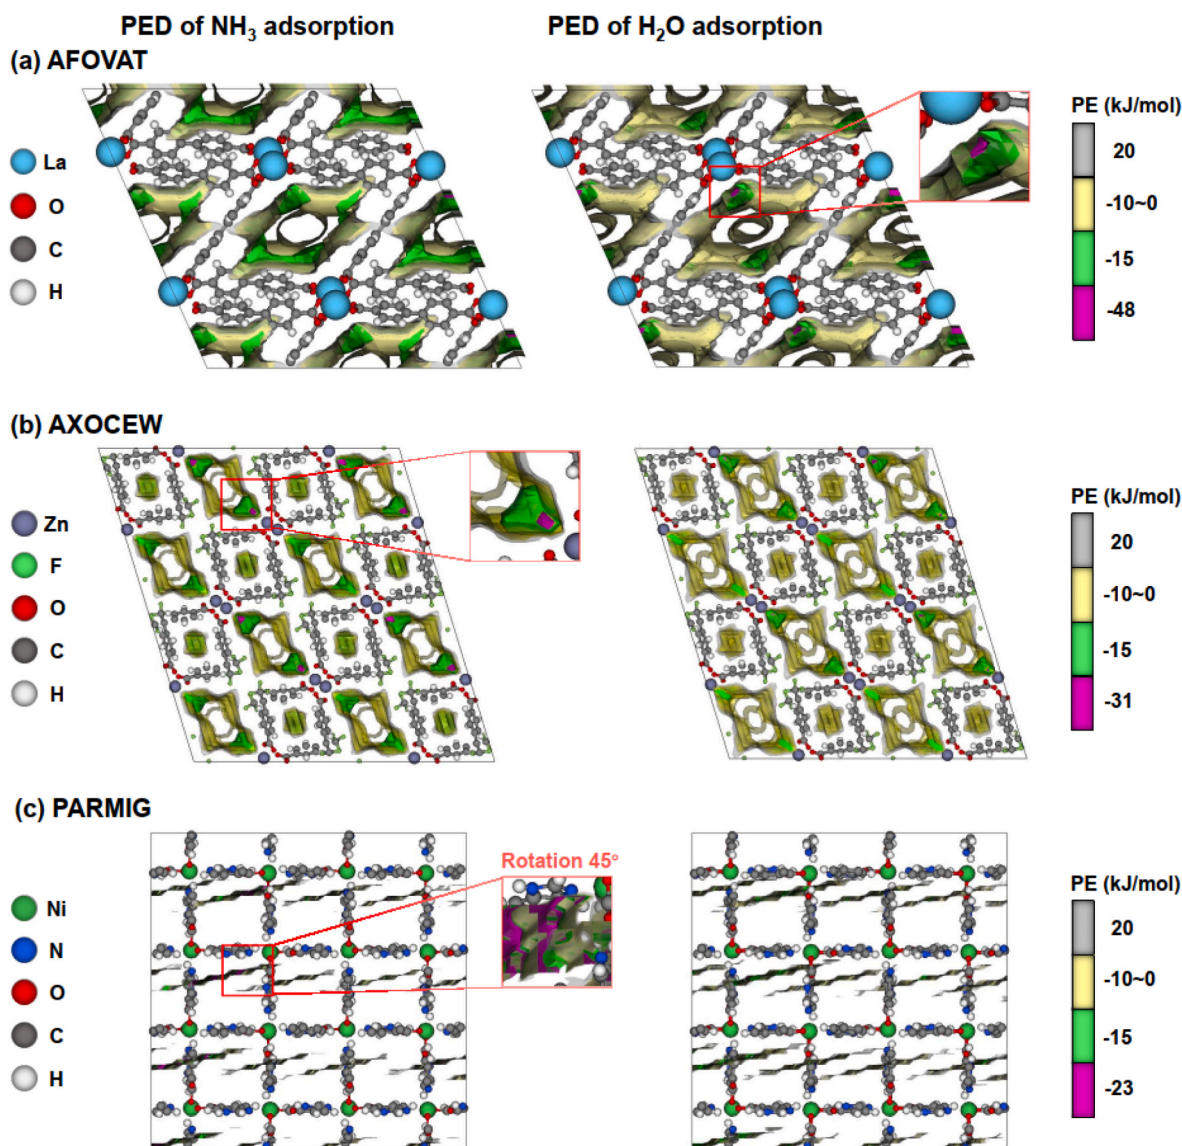 PED of NH₃ adsorption
PED of H₂O adsorption
(a) AFOVAT
La
O
C
H
PE (kJ/mol)
20
-10~0
-15
-48
(b) AXOCEW
Zn
F
O
C
H
PE (kJ/mol)
20
-10~0
-15
-31
(c) PARMIG
Rotation 45°
Ni
N
O
C
H
PE (kJ/mol)
20
-10~0
-15
-23